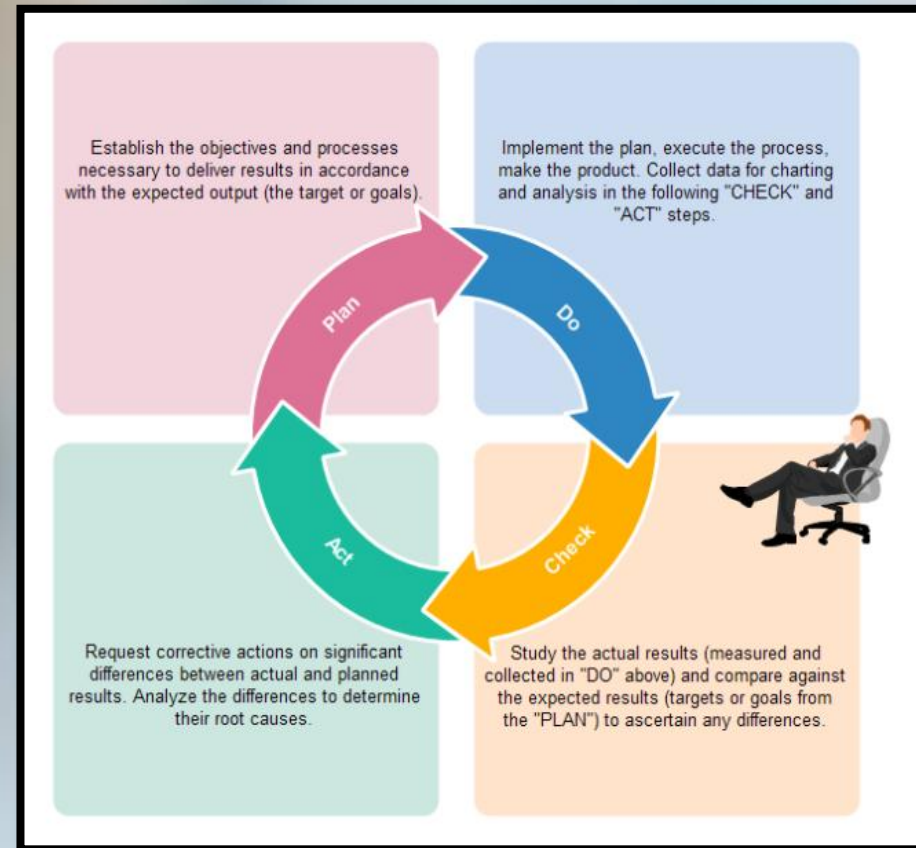 Establish the objectives and processes
necessary to deliver results in accordance
with the expected output (the target or goals).
Implement the plan, execute the process,
make the product. Collect data for charting
and analysis in the following "CHECK" and
"ACT" steps.
Plan
Do
Act
Check
Request corrective actions on significant
differences between actual and planned
results. Analyze the differences to determine
their root causes.
Study the actual results (measured and
collected in "DO" above) and compare against
the expected results (targets or goals from
the "PLAN") to ascertain any differences.